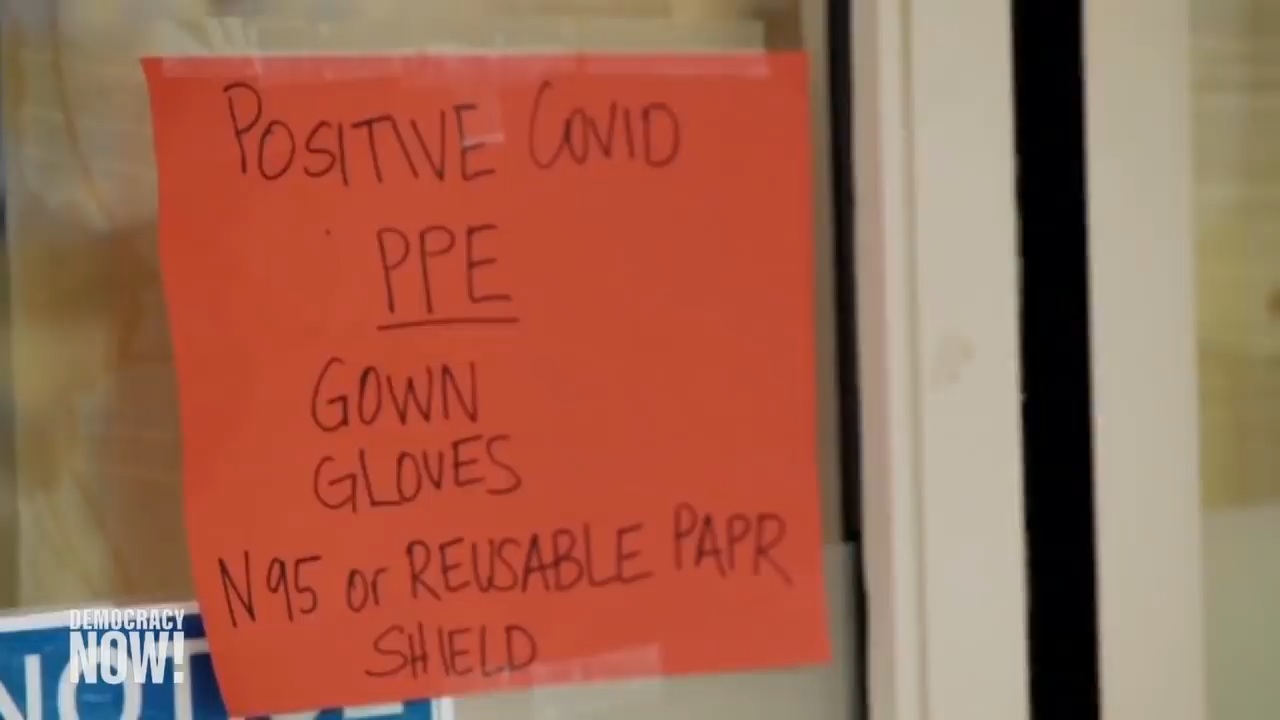 POSITIVE COVID
PPE
GOWN
GLOVES
N95 or REUSABLE PAPR
SHIELD
DEMOCRACY
NOW!